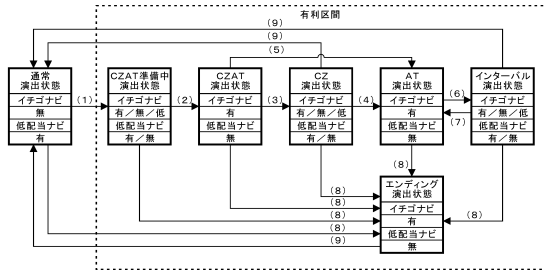 有利区間
(9)
(9)
(5)
通常
演出状態
イチゴナビ
無
低配当ナビ
有
(1)
CZAT準備中
演出状態
イチゴナビ
有/無/低
低配当ナビ
有/無
(2)
CZAT
演出状態
イチゴナビ
有
低配当ナビ
有/無
(3)
CZ
演出状態
イチゴナビ
有/無/低
低配当ナビ
有/無
(4)
AT
演出状態
イチゴナビ
有
低配当ナビ
有
(6)
(7)
インターバル
演出状態
イチゴナビ
有/無/低
低配当ナビ
有/無
(8)
エンディング
演出状態
イチゴナビ
有
低配当ナビ
無
(8)
(8)
(8)
(8)
(9)
(8)